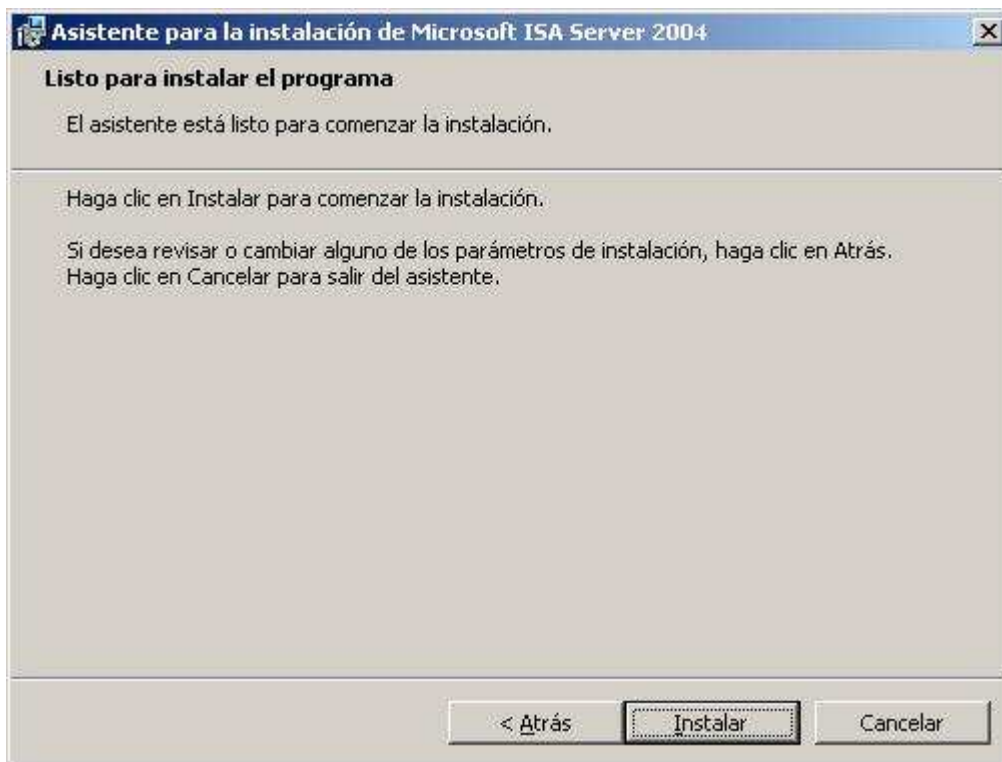 Asistente para la instalación de Microsoft ISA Server 2004
Listo para instalar el programa
El asistente está listo para comenzar la instalación.
Haga clic en Instalar para comenzar la instalación.
Si desea revisar o cambiar alguno de los parámetros de instalación, haga clic en Atrás.
Haga clic en Cancelar para salir del asistente.
< Atrás Instalar Cancelar